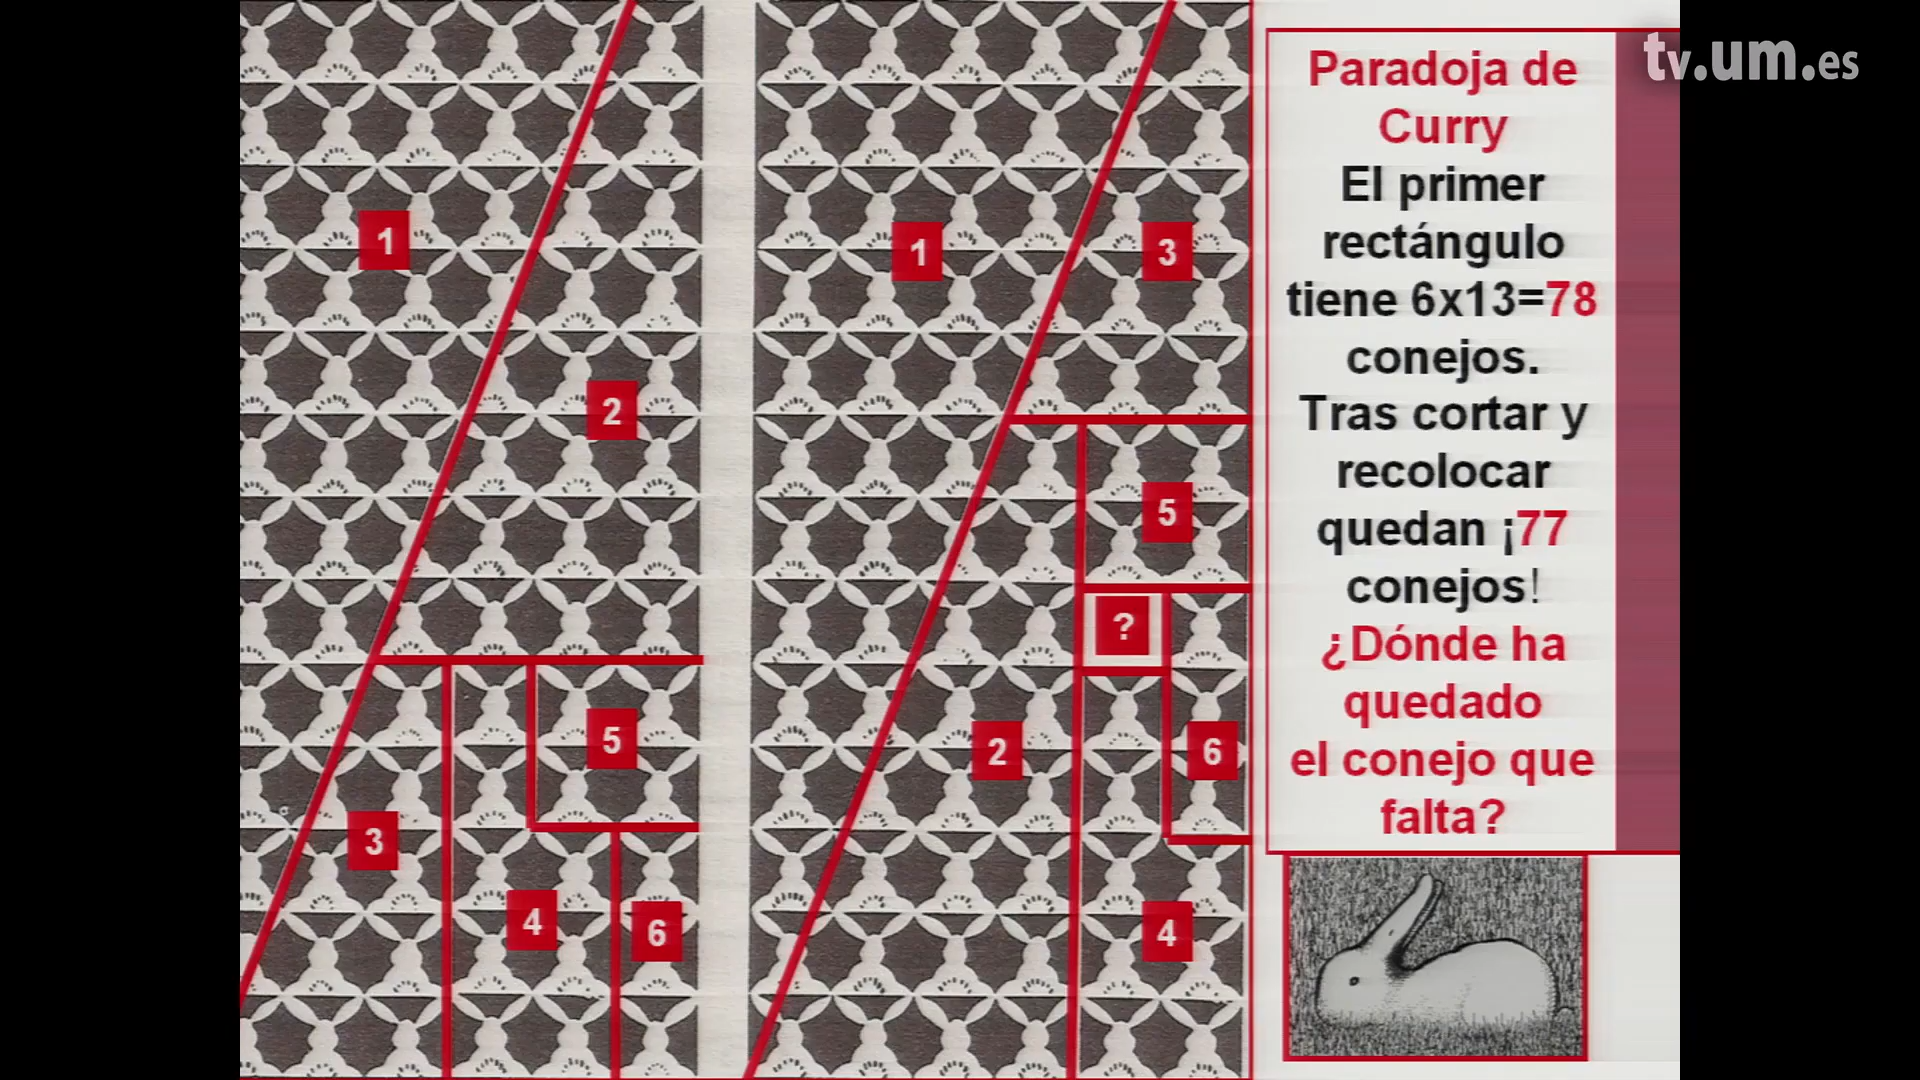 tv.um.es
Paradoja de
Curry
El primer
rectángulo
tiene 6x13=78
conejos.
Tras cortar y
recolocar
quedan ¡77
conejos!
¿Dónde ha
quedado
el conejo que
falta?
1
2
3
4
5
6
1
3
5
?
2
6
4